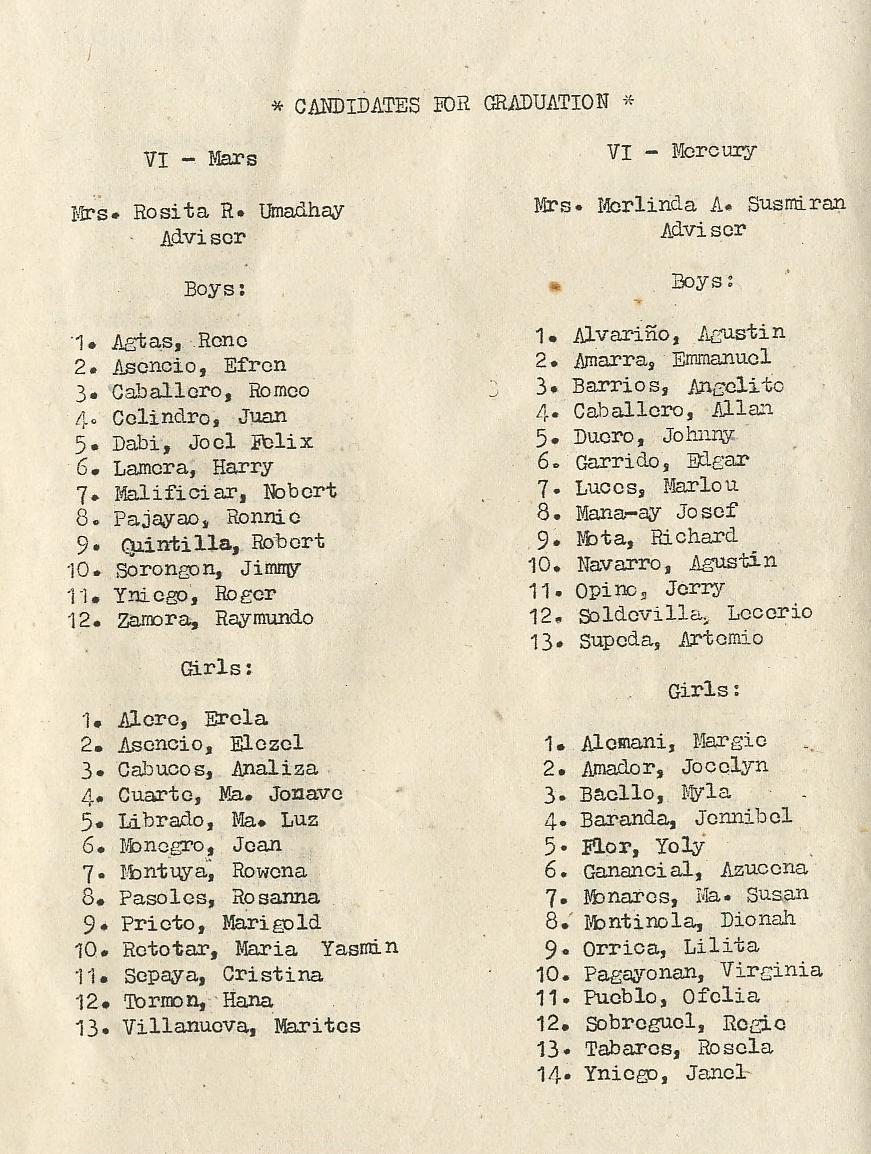 * CANDIDATES FOR GRADUATION *
VI - Mars
Mrs. Rosita R. Umadhay
Adviser
Boys:
1. Agtas, Rene
2. Asencio, Efren
3. Caballero, Romeo
4. Celindro, Juan
5. Dabi, Joel Felix
6. Lamera, Harry
7. Malificiar, Nobert
8. Pajayao, Ronnie
9. Quintilla, Robert
10. Sorongon, Jimmy
11. Yniego, Roger
12. Zamora, Raymundo
Girls:
1. Alere, Erela
2. Asencio, Elezel
3. Cabucos, Analiza
4. Cuarte, Ma. Jonave
5. Librado, Ma. Luz
6. Monegro, Jean
7. Montuya, Rowena
8. Pasoles, Rosanna
9. Prieto, Marigold
10. Retotar, Maria Yasmin
11. Sepaya, Cristina
12. Tormon, Hana
13. Villanueva, Marites
VI - Mercury
Mrs. Merlinda A. Susmiran
Adviser
Boys:
1. Alvariño, Agustin
2. Amarra, Emmanuel
3. Barrios, Angelito
4. Caballero, Allan
5. Duero, Johnny
6. Garrido, Edgar
7. Luces, Marlou
8. Mana-ay Josef
9. Mota, Richard
10. Navarro, Agustin
11. Opine, Jerry
12. Soldevilla, Lecerio
13. Supeda, Artemio
Girls:
1. Alemani, Margie
2. Amador, Jocelyn
3. Baello, Myla
4. Baranda, Jennibel
5. Flor, Yoly
6. Ganancial, Azucena
7. Monares, Ma. Susan
8. Montinola, Dionah
9. Orrica, Lilita
10. Pagayonan, Virginia
11. Pueblo, Ofelia
12. Sobreguel, Regie
13. Tabares, Rosela
14. Yniego, Janel